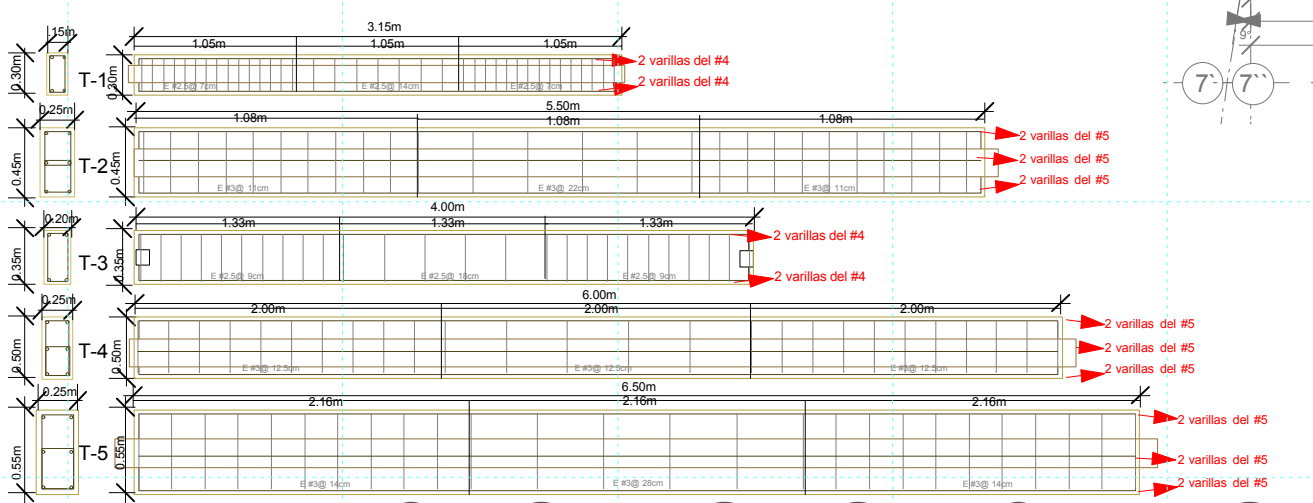 .15m 3.15m
1.05m 1.05m 1.05m
0.30m T-1 0.30m E #2.5@ 7cm E #2.5@ 14cm E #2.5@ 7cm 2 varillas del #4
2 varillas del #4
9°
7` 7``
0.25m 5.50m
1.08m 1.08m 1.08m
0.45m T-2 0.45m E #3@ 11cm E #3@ 22cm E #3@ 11cm 2 varillas del #5
2 varillas del #5
2 varillas del #5
0.20m 4.00m
1.33m 1.33m 1.33m
0.35m T-3 0.35m E #2.5@ 9cm E #2.5@ 18cm E #2.5@ 9cm 2 varillas del #4
2 varillas del #4
0.25m 6.00m
2.00m 2.00m 2.00m
0.50m T-4 0.50m E #3@ 12.5cm E #3@ 12.5cm E #3@ 12.5cm 2 varillas del #5
2 varillas del #5
2 varillas del #5
0.25m 6.50m
2.16m 2.16m 2.16m
0.55m T-5 0.55m E #3@ 14cm E #3@ 28cm E #3@ 14cm 2 varillas del #5
2 varillas del #5
2 varillas del #5